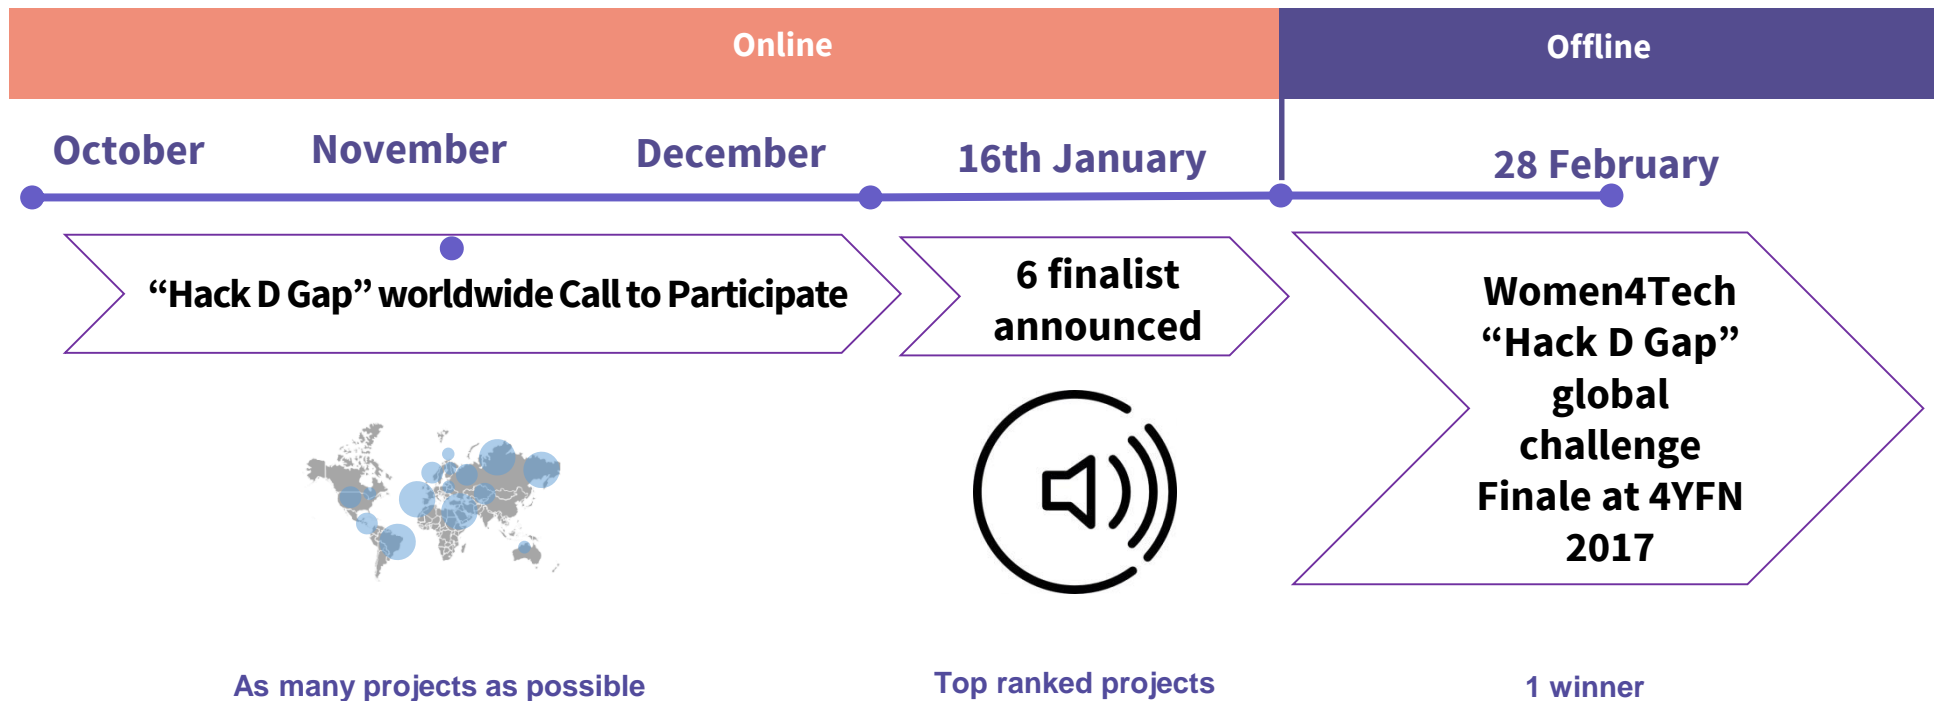 Online
Offline
October
November
December
16th January
28 February
“Hack D Gap” worldwide Call to Participate
6 finalist
announced
Women4Tech
“Hack D Gap”
global
challenge
Finale at 4YFN
2017
As many projects as possible
Top ranked projects
1 winner